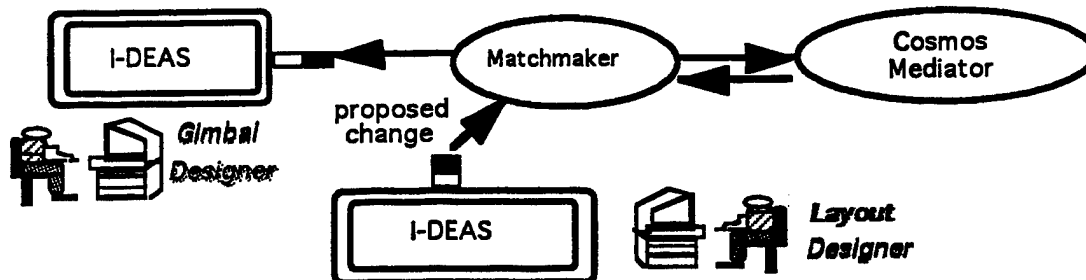 I-DEAS
Matchmaker
Cosmos
Mediator
proposed
change
Gimbal
Designer
I-DEAS
Layout
Designer